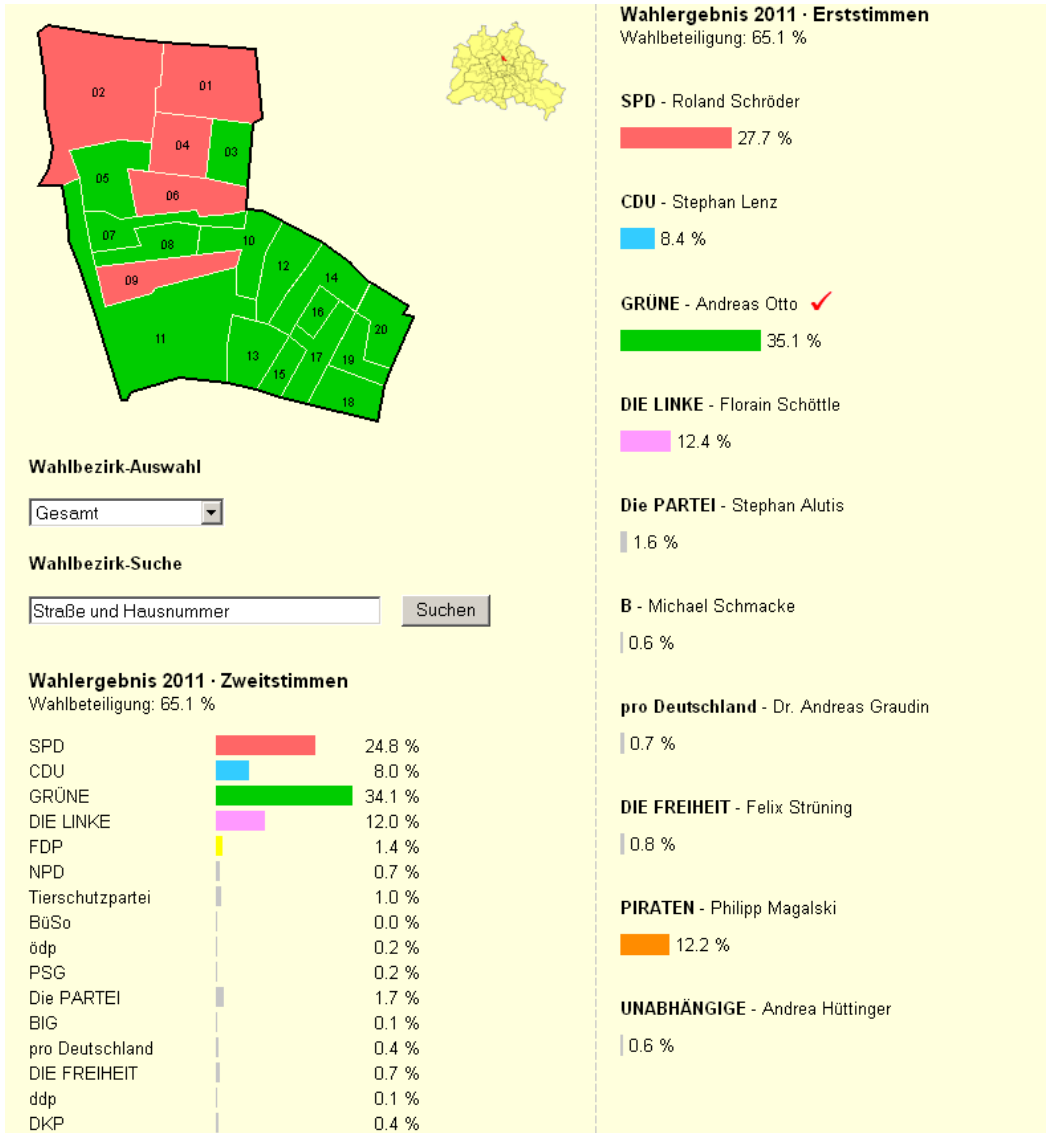 02
01
04
03
05
06
07
08
10
09
12
14
11
16
20
13
17
19
15
18
Wahlbezirk-Auswahl
Gesamt
Wahlbezirk-Suche
Straße und Hausnummer
Suchen
Wahlergebnis 2011 · Zweitstimmen
Wahlbeteiligung: 65.1 %
SPD 24.8 %
CDU 8.0 %
GRÜNE 34.1 %
DIE LINKE 12.0 %
FDP 1.4 %
NPD 0.7 %
Tierschutzpartei 1.0 %
BüSo 0.0 %
ödp 0.2 %
PSG 0.2 %
Die PARTEI 1.7 %
BIG 0.1 %
pro Deutschland 0.4 %
DIE FREIHEIT 0.7 %
ddp 0.1 %
DKP 0.4 %
Wahlergebnis 2011 · Erststimmen
Wahlbeteiligung: 65.1 %
SPD - Roland Schröder
27.7 %
CDU - Stephan Lenz
8.4 %
GRÜNE - Andreas Otto
35.1 %
DIE LINKE - Florain Schöttle
12.4 %
Die PARTEI - Stephan Alutis
1.6 %
B - Michael Schmacke
0.6 %
pro Deutschland - Dr. Andreas Graudin
0.7 %
DIE FREIHEIT - Felix Strüning
0.8 %
PIRATEN - Philipp Magalski
12.2 %
UNABHÄNGIGE - Andrea Hüttinger
0.6 %